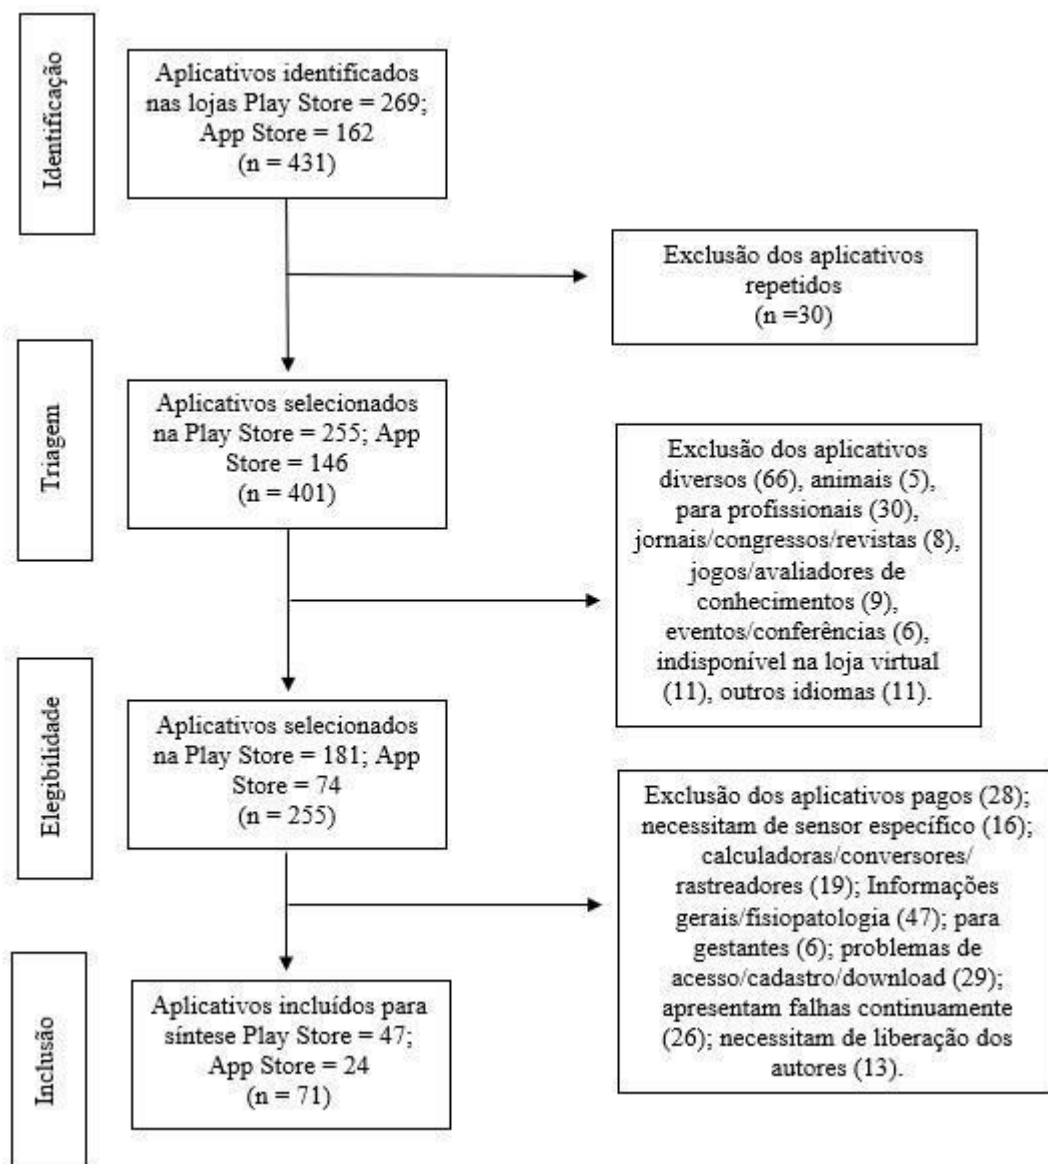 Identificação
Aplicativos identificados
nas lojas Play Store = 269;
App Store = 162
(n = 431)
Exclusão dos aplicativos
repetidos
(n =30)
Triagem
Aplicativos selecionados
na Play Store = 255; App
Store = 146
(n = 401)
Exclusão dos aplicativos
diversos (66), animais (5),
para profissionais (30),
jornais/congressos/revistas (8),
jogos/avaliadores de
conhecimentos (9),
eventos/conferências (6),
indisponível na loja virtual
(11), outros idiomas (11).
Elegibilidade
Aplicativos selecionados
na Play Store = 181; App
Store = 74
(n = 255)
Exclusão dos aplicativos pagos (28);
necessitam de sensor específico (16);
calculadoras/conversores/
rastreadores (19); Informações
gerais/fisiopatologia (47); para
gestantes (6); problemas de
acesso/cadastro/download (29);
apresentam falhas continuamente
(26); necessitam de liberação dos
autores (13).
Inclusão
Aplicativos incluídos para
síntese Play Store = 47;
App Store = 24
(n = 71)